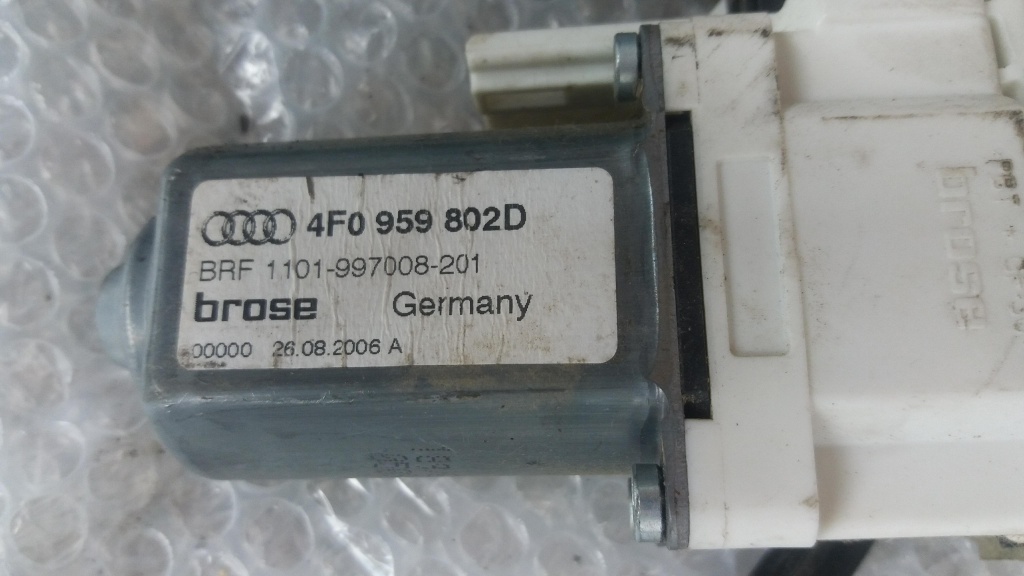 4F0 959 802D
BRF 1101-997008-201
brose Germany
00000 26.08.2006 A
brose